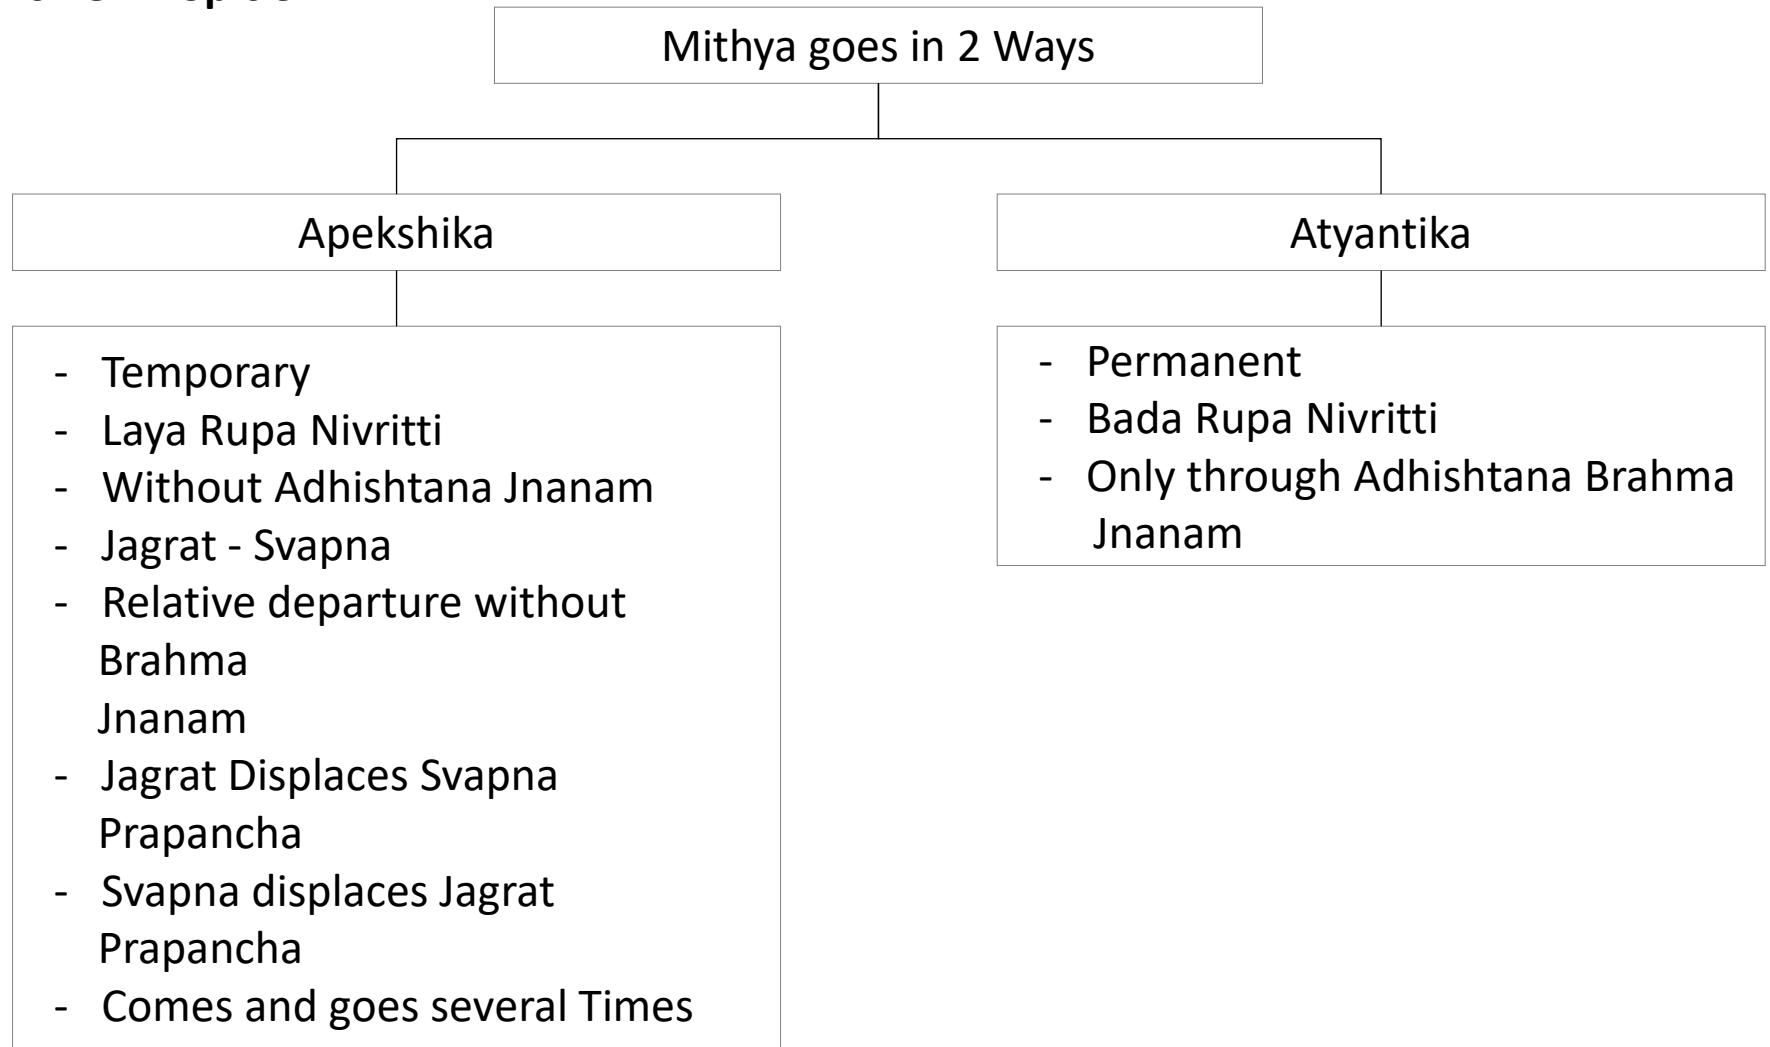 Mithya goes in 2 Ways
Apekshika
- Temporary
- Laya Rupa Nivritti
- Without Adhishtana Jnanam
- Jagrat - Svapna
- Relative departure without
Brahma
Jnanam
- Jagrat Displaces Svapna
Prapancha
- Svapna displaces Jagrat
Prapancha
- Comes and goes several Times
Atyantika
- Permanent
- Bada Rupa Nivritti
- Only through Adhishtana Brahma
Jnanam